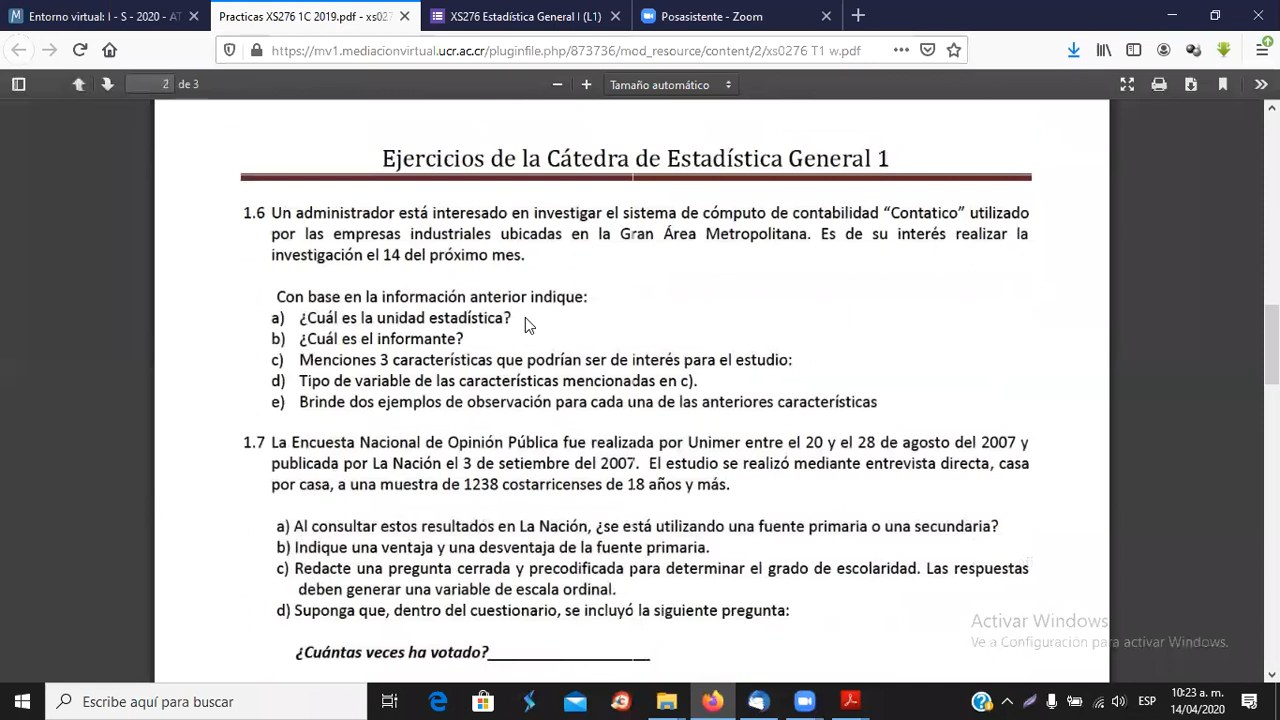 Entorno virtual: I - S - 2020 - AT
Practicas XS276 1C 2019.pdf - xs027
XS276 Estadística General I (L1)
Posasistente - Zoom
https://mv1.mediacionvirtual.ucr.ac.cr/pluginfile.php/873736/mod_resource/content/2/xs0276 T1 w.pdf
2 de 3
Tamaño automático
Ejercicios de la Cátedra de Estadística General 1
1.6 Un administrador está interesado en investigar el sistema de cómputo de contabilidad “Contatico” utilizado
por las empresas industriales ubicadas en la Gran Área Metropolitana. Es de su interés realizar la
investigación el 14 del próximo mes.
Con base en la información anterior indique:
a) ¿Cuál es la unidad estadística?
b) ¿Cuál es el informante?
c) Menciones 3 características que podrían ser de interés para el estudio:
d) Tipo de variable de las características mencionadas en c).
e) Brinde dos ejemplos de observación para cada una de las anteriores características
1.7 La Encuesta Nacional de Opinión Pública fue realizada por Unimer entre el 20 y el 28 de agosto del 2007 y
publicada por La Nación el 3 de setiembre del 2007. El estudio se realizó mediante entrevista directa, casa
por casa, a una muestra de 1238 costarricenses de 18 años y más.
a) Al consultar estos resultados en La Nación, ¿se está utilizando una fuente primaria o una secundaria?
b) Indique una ventaja y una desventaja de la fuente primaria.
c) Redacte una pregunta cerrada y precodificada para determinar el grado de escolaridad. Las respuestas
deben generar una variable de escala ordinal.
d) Suponga que, dentro del cuestionario, se incluyó la siguiente pregunta:
¿Cuántas veces ha votado?____________________
Activar Windows
Ve a Configuración para activar Windows.
Escribe aquí para buscar
ESP
10:23 a. m.
14/04/2020